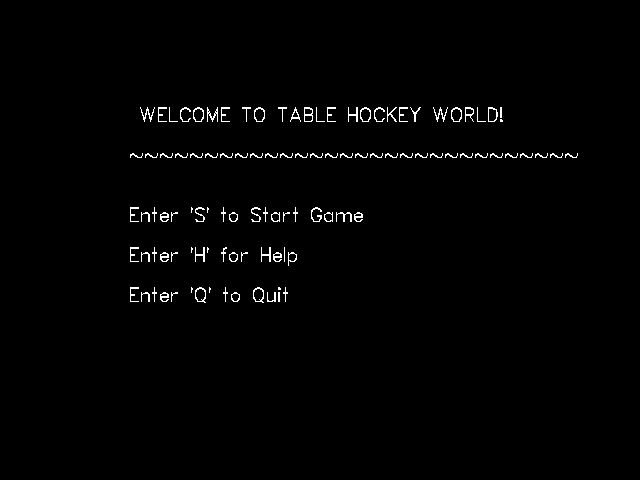 WELCOME TO TABLE HOCKEY WORLD!
~~~~~~~~~~~~~~~~~~~~~~~~~~~~~~
Enter 'S' to Start Game
Enter 'H' for Help
Enter 'Q' to Quit